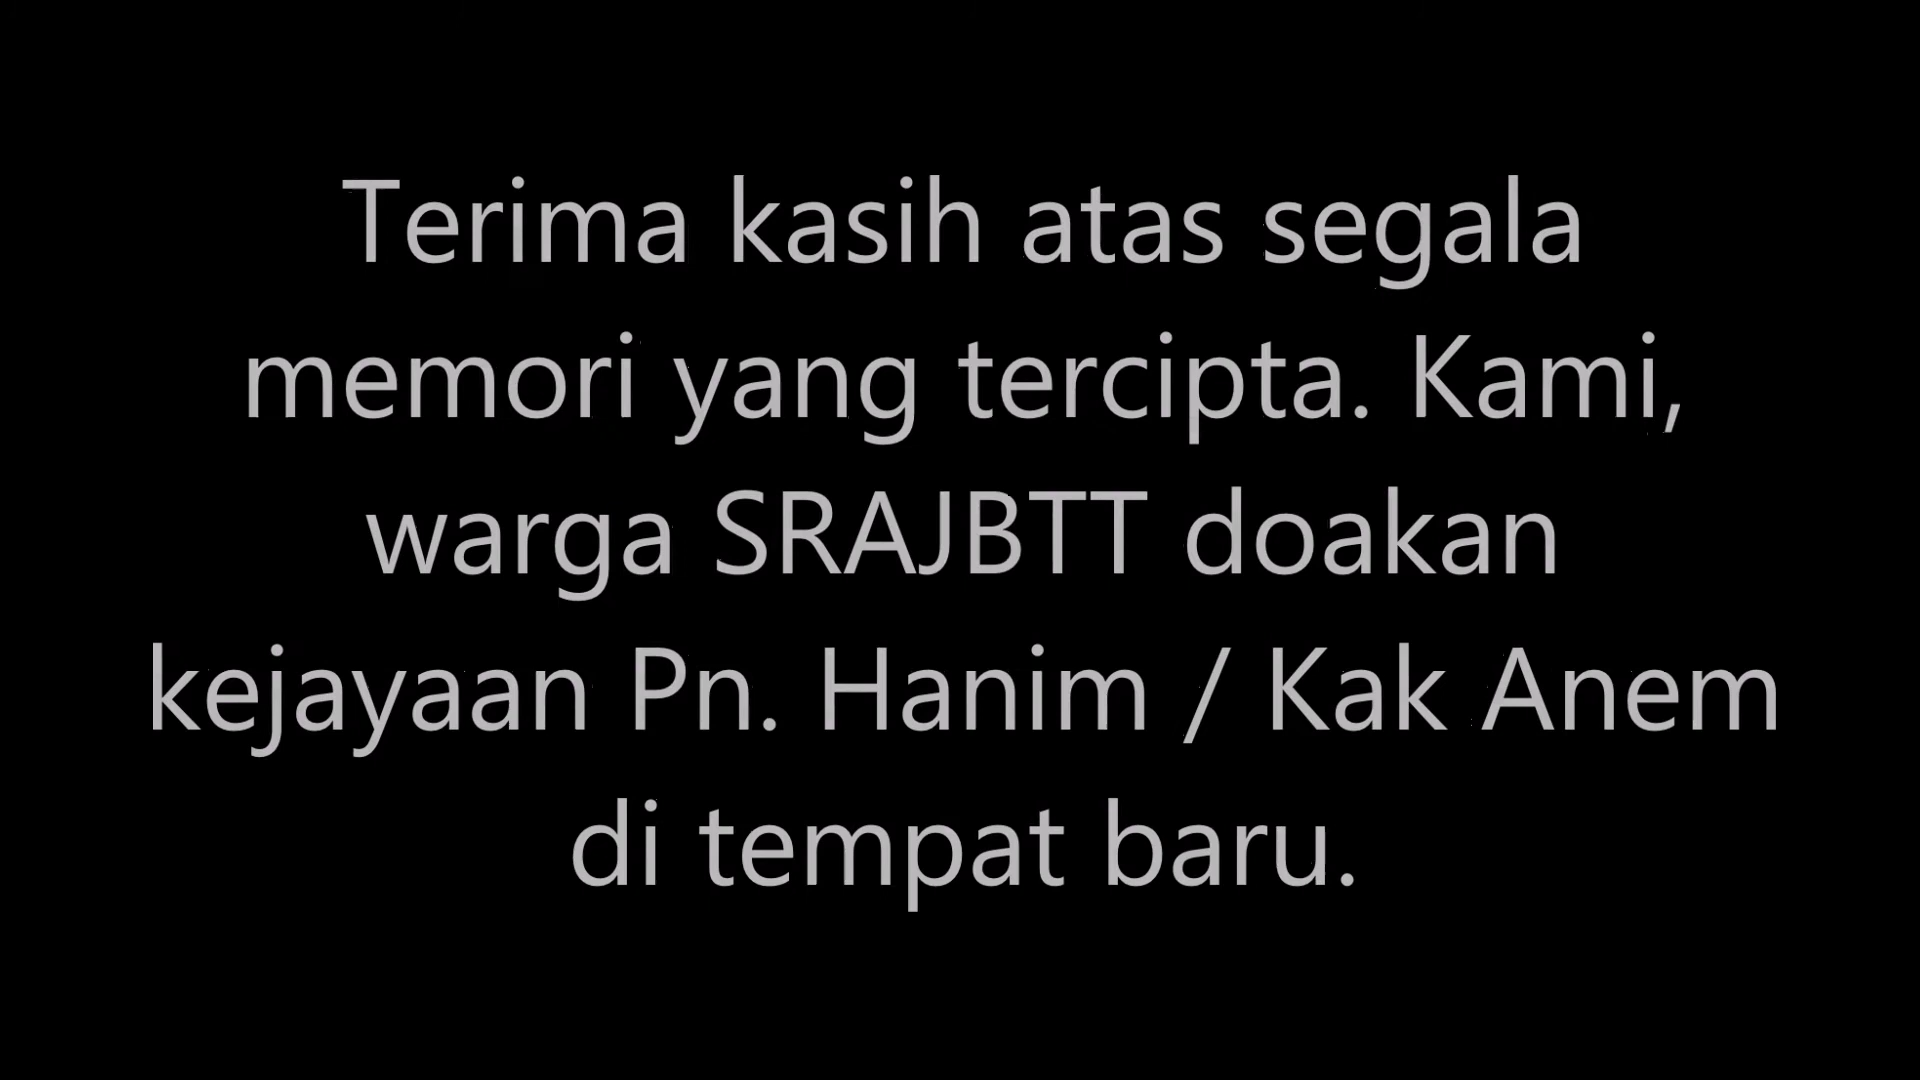 Terima kasih atas segala
memori yang tercipta. Kami,
warga SRAJBTT doakan
kejayaan Pn. Hanim / Kak Anem
di tempat baru.